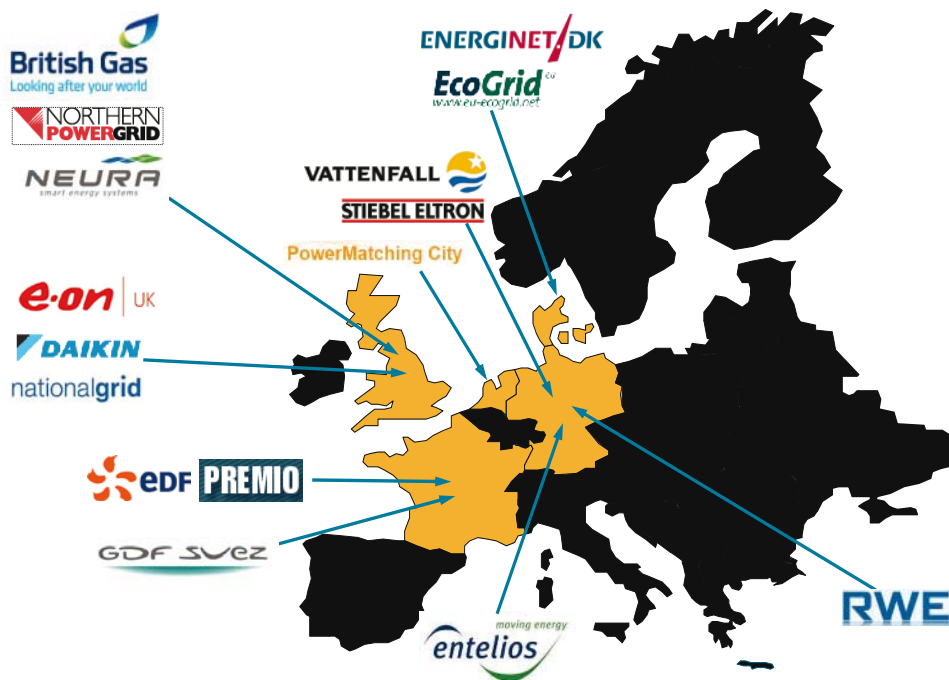 British Gas
Looking after your world
NORTHERN
POWERGRID
NEURA
smart energy systems
ENERGINET/DK
EcoGrid eu
www.eu-ecogrid.net
VATTENFALL
STIEBEL ELTRON
PowerMatching City
e·on UK
DAIKIN
nationalgrid
eDF PREMIO
GDF SUEZ
moving energy
entelios
RWE